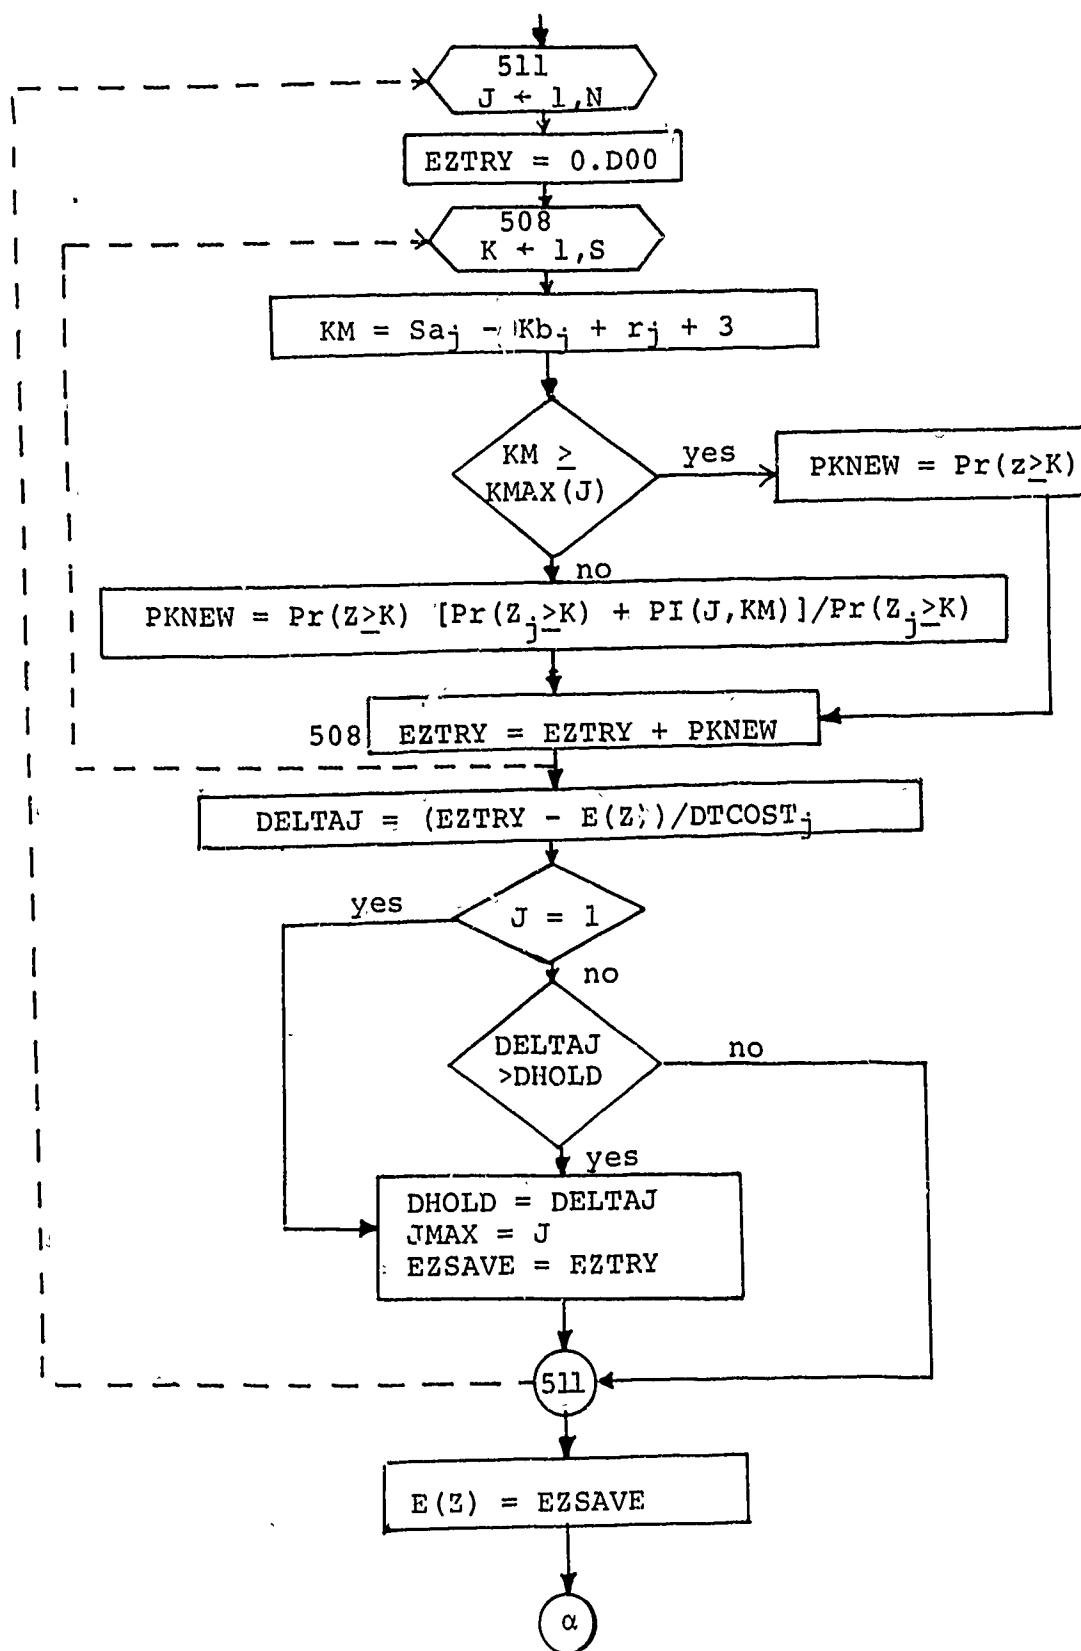 511
J ← 1,N
EZTRY = 0.D00
508
K ← 1,S
KM = Saj - Kbj + rj + 3
KM ≥
KMAX(J)
yes
PKNEW = Pr(z≥K)
no
PKNEW = Pr(Z≥K) [Pr(Zj≥K) + PI(J,KM)]/Pr(Zj≥K)
508
EZTRY = EZTRY + PKNEW
DELTAJ = (EZTRY - E(Z))/DTCOSTj
yes
J = 1
no
DELTAJ
>DHOLD
no
yes
DHOLD = DELTAJ
JMAX = J
EZSAVE = EZTRY
511
E(Z) = EZSAVE
α